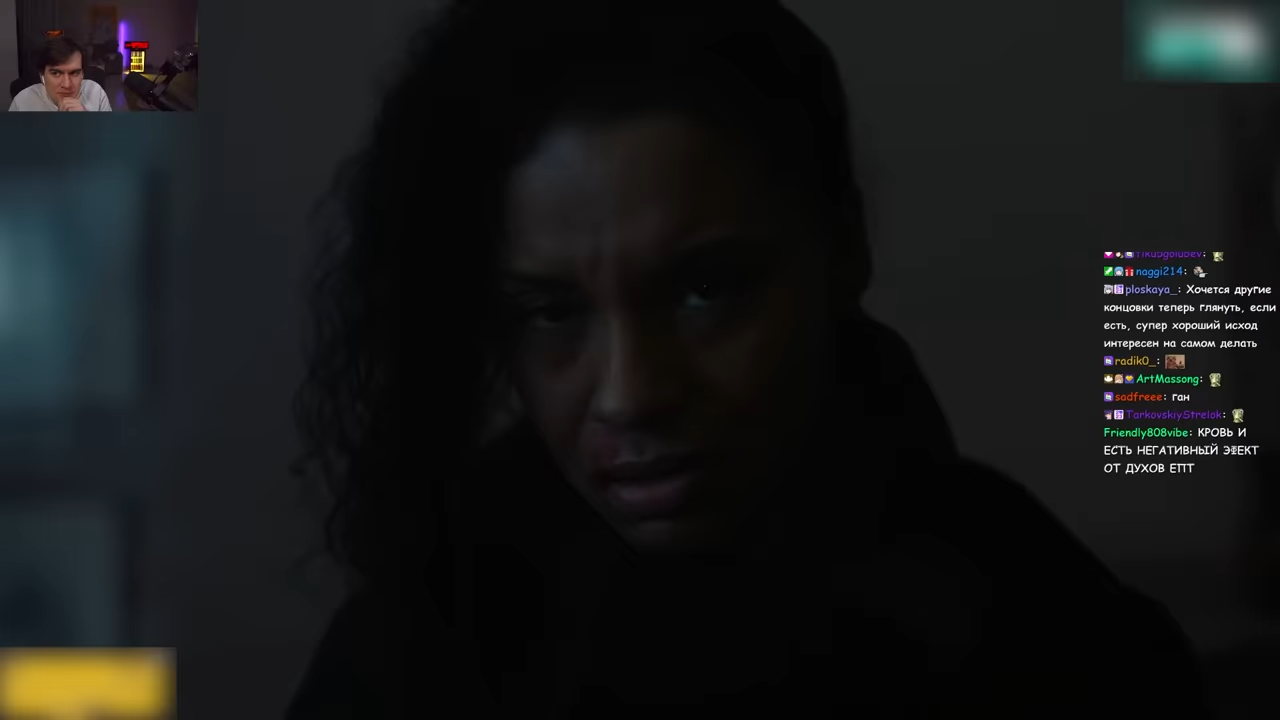 naggi214:
ploskaya_: Хочется другие
концовки теперь глянуть, если
есть, супер хороший исход
интересен на самом делать
radik0_:
ArtMassong:
sadfreee: ган
TarkovskiyStrelok:
Friendly808vibe: КРОВЬ И
ЕСТЬ НЕГАТИВНЫЙ ЭФЕКТ
ОТ ДУХОВ ЕПТ